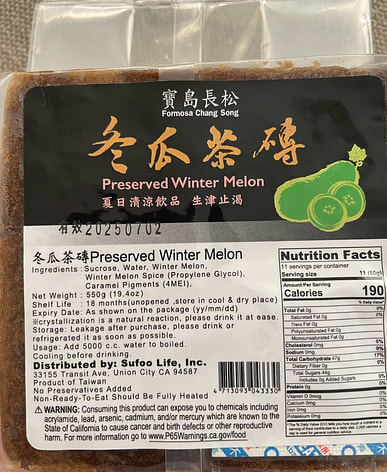 寶島長松
Formosa Chang Song
冬瓜茶磚
Preserved Winter Melon
夏日清涼飲品 生津止渴
有效20250702
冬瓜茶磚Preserved Winter Melon
Ingredients: Sucrose, Water, Winter Melon,
Winter Melon Spice (Propylene Glycol),
Caramel Pigments (4MEI),
Net Weight : 550g (19.4oz)
Shelf Life : 18 months(unopened ,store in cool & dry place)
Expiry Date: As shown on the package (yy/mm/dd)
※crystallization is a natural reaction, please drink it at ease.
Storage: Leakage after purchase, please drink or
refrigerated it as soon as possible.
Usage: Add 5000 c.c. water to boiled.
Cooling before drinking.
Distributed by: Sufoo Life, Inc.
33155 Transit Ave, Union City CA 94587
Product of Taiwan
No Preservatives Added
Non-Ready-To-Eat Should Be Fully Heated
4 713093 043330
⚠WARNING: Consuming this product can expose you to chemicals including
acrylamide, lead, arsenic, cadmium, and/or mercury which are known to the
State of California to cause cancer and birth defects or other reproductive
harm. For more information go to www.P65Warnings.ca.gov/food
Nutrition Facts
11 servings per container
Serving size 11 (50g)
Amount Per Serving
Calories 190
% Daily Value
Total Fat 0g
Saturated Fat 0g
Trans Fat 0g
Polyunsaturated Fat 0g
Monounsaturated Fat 0g
Cholesterol 0mg
Sodium 0mg 0%
Total Carbohydrate 47g 17%
Dietary Fiber 0g
Total Sugars 44g
Includes 0g Added Sugars
Protein 0g
Vitamin D 0mcg
Calcium 0mg
Iron 0mg
Potassium 0mg